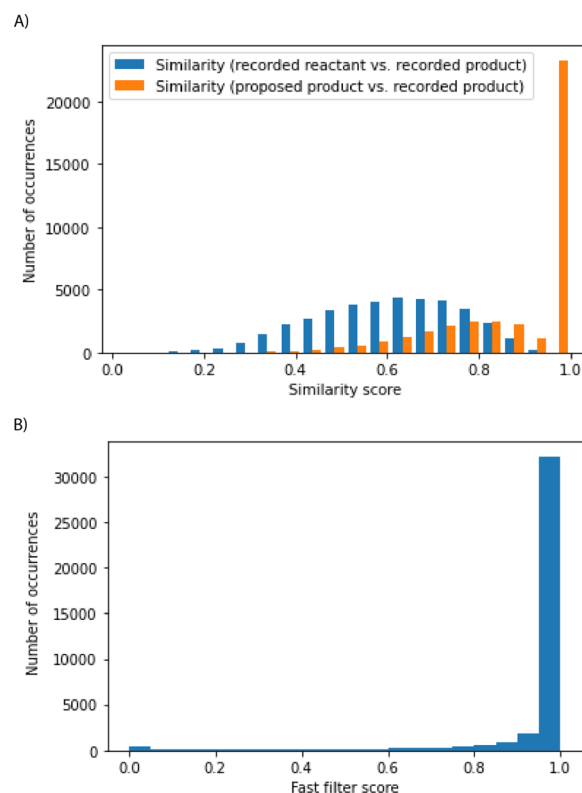 A)
Similarity (recorded reactant vs. recorded product)
Similarity (proposed product vs. recorded product)
Number of occurrences
20000
15000
10000
5000
0
0.0 0.2 0.4 0.6 0.8 1.0
Similarity score
B)
Number of occurrences
30000
25000
20000
15000
10000
5000
0
0.0 0.2 0.4 0.6 0.8 1.0
Fast filter score